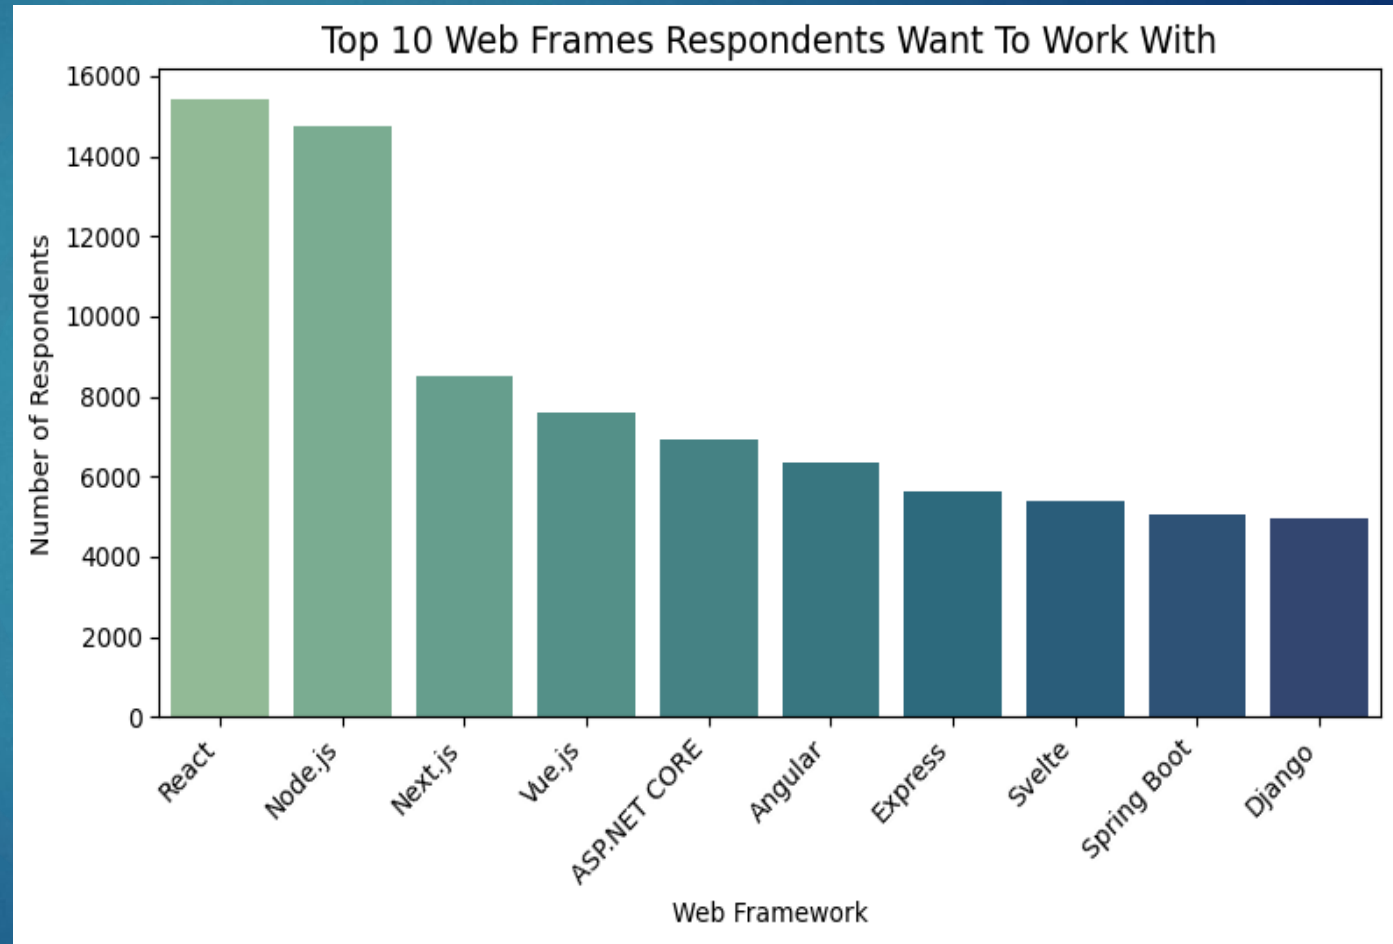 Top 10 Web Frames Respondents Want To Work With
16000
14000
12000
10000
8000
6000
4000
2000
0
Number of Respondents
React
Node.js
Next.js
Vue.js
ASP.NET CORE
Angular
Express
Svelte
Spring Boot
Django
Web Framework